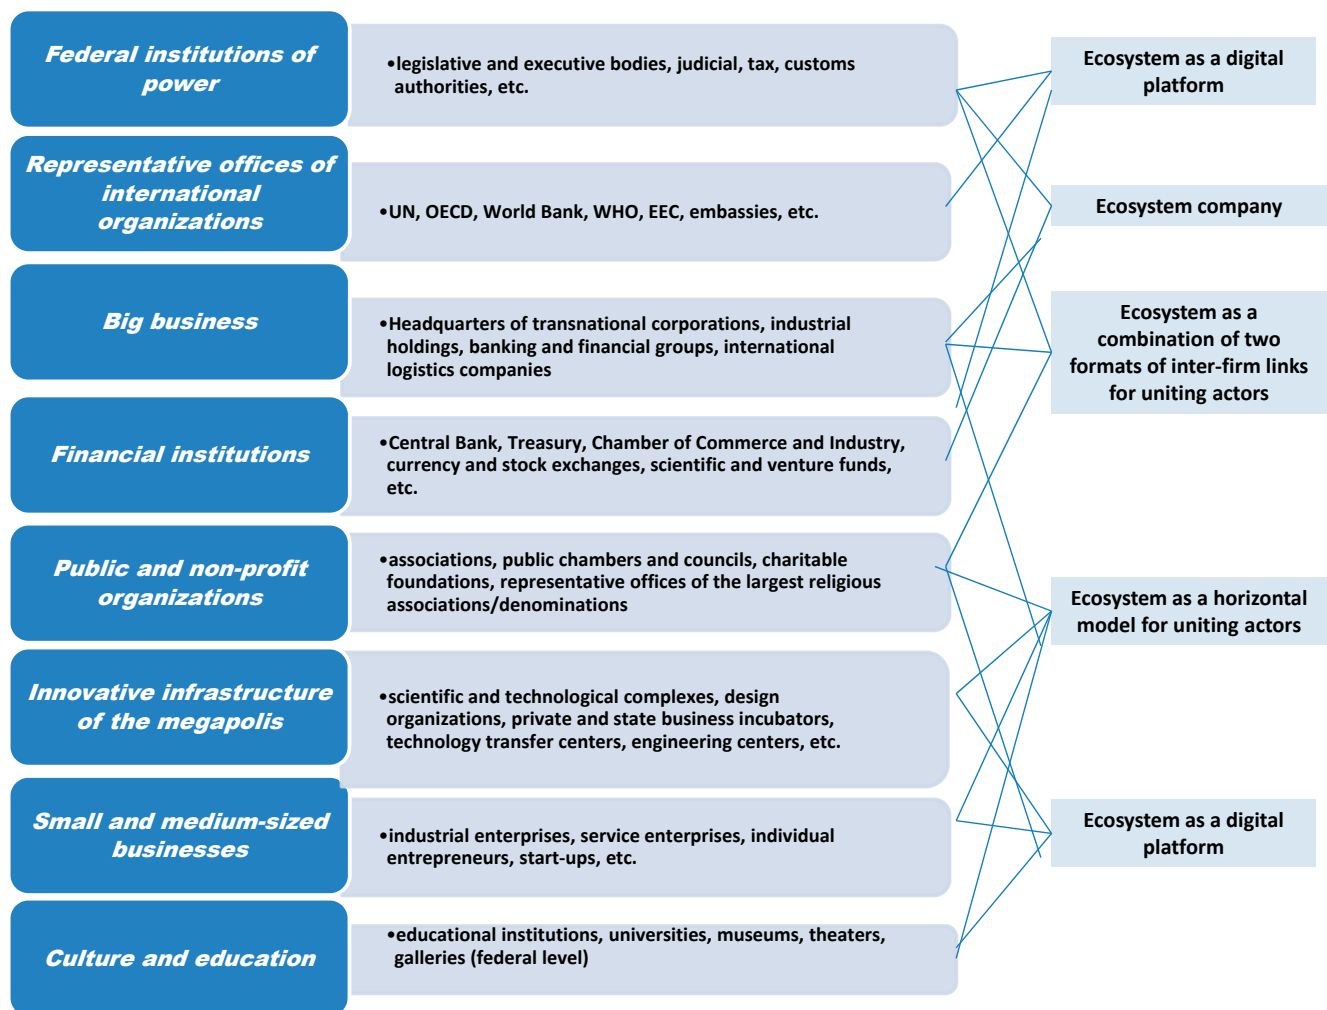 Federal institutions of
power
•legislative and executive bodies, judicial, tax, customs
authorities, etc.
Representative offices of
international
organizations
•UN, OECD, World Bank, WHO, EEC, embassies, etc.
Big business
•Headquarters of transnational corporations, industrial
holdings, banking and financial groups, international
logistics companies
Financial institutions
•Central Bank, Treasury, Chamber of Commerce and Industry,
currency and stock exchanges, scientific and venture funds,
etc.
Public and non-profit
organizations
•associations, public chambers and councils, charitable
foundations, representative offices of the largest religious
associations/denominations
Innovative infrastructure
of the megapolis
•scientific and technological complexes, design
organizations, private and state business incubators,
technology transfer centers, engineering centers, etc.
Small and medium-sized
businesses
•industrial enterprises, service enterprises, individual
entrepreneurs, start-ups, etc.
Culture and education
•educational institutions, universities, museums, theaters,
galleries (federal level)
Ecosystem as a digital
platform
Ecosystem company
Ecosystem as a
combination of two
formats of inter-firm links
for uniting actors
Ecosystem as a horizontal
model for uniting actors
Ecosystem as a digital
platform